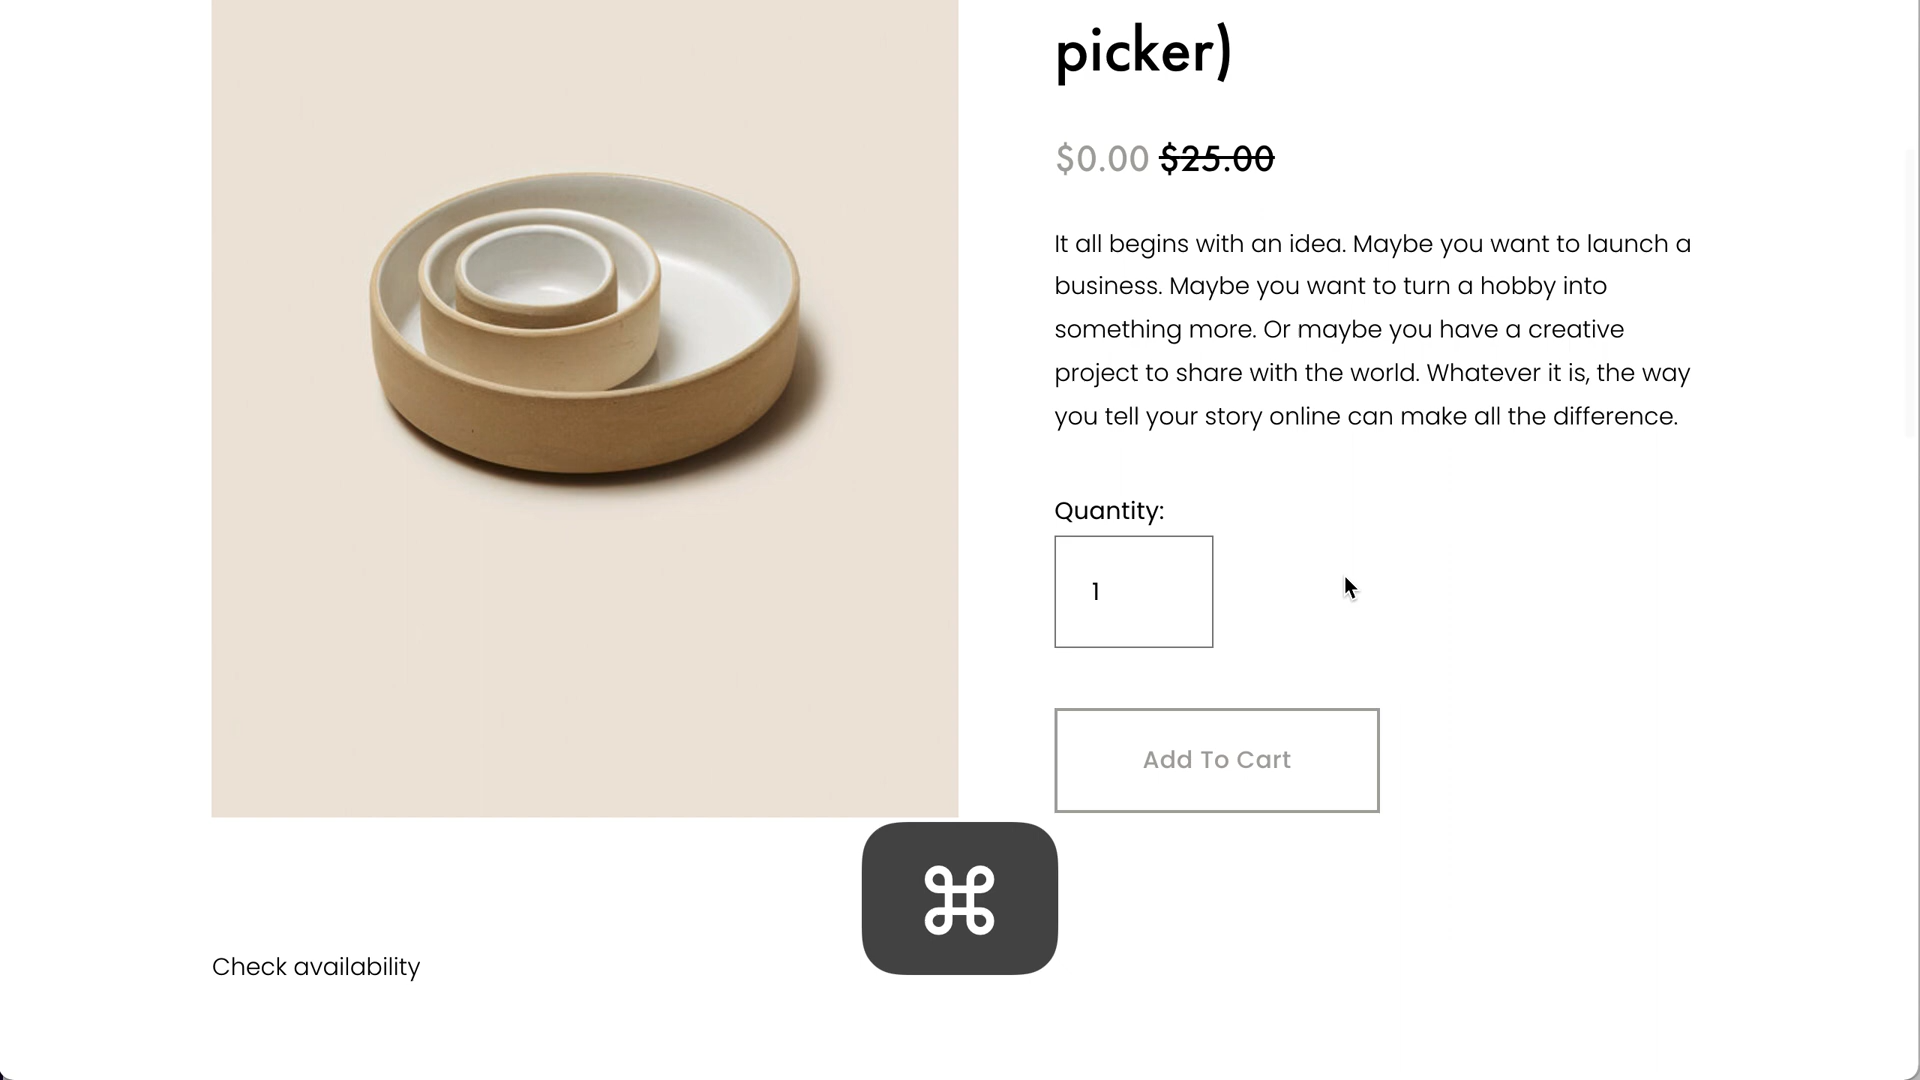 picker)
$0.00 $25.00
It all begins with an idea. Maybe you want to launch a
business. Maybe you want to turn a hobby into
something more. Or maybe you have a creative
project to share with the world. Whatever it is, the way
you tell your story online can make all the difference.
Quantity:
1
Add To Cart
⌘
Check availability